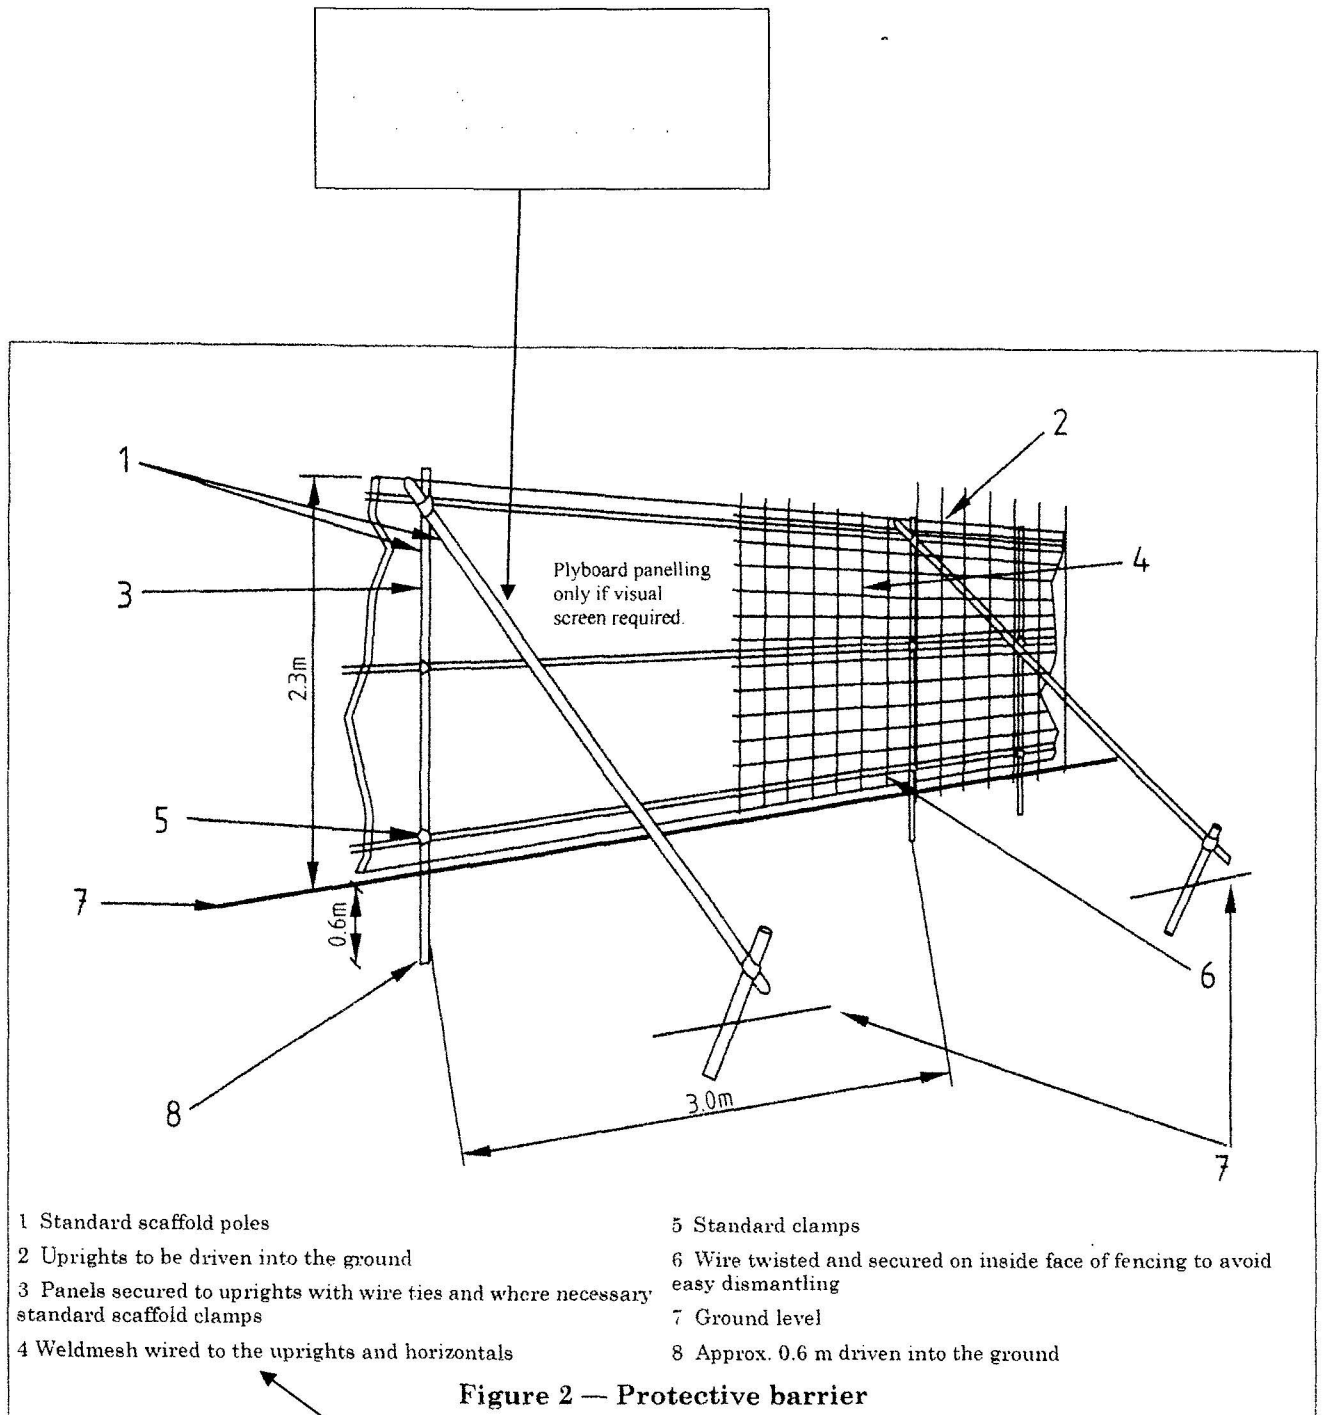 2
1
Plyboard panelling
only if visual
screen required.
4
3
2.3m
5
7
0.6m
6
8
3.0m
7
1 Standard scaffold poles
2 Uprights to be driven into the ground
3 Panels secured to uprights with wire ties and where necessary
standard scaffold clamps
4 Weldmesh wired to the uprights and horizontals
5 Standard clamps
6 Wire twisted and secured on inside face of fencing to avoid
easy dismantling
7 Ground level
8 Approx. 0.6 m driven into the ground
Figure 2 — Protective barrier